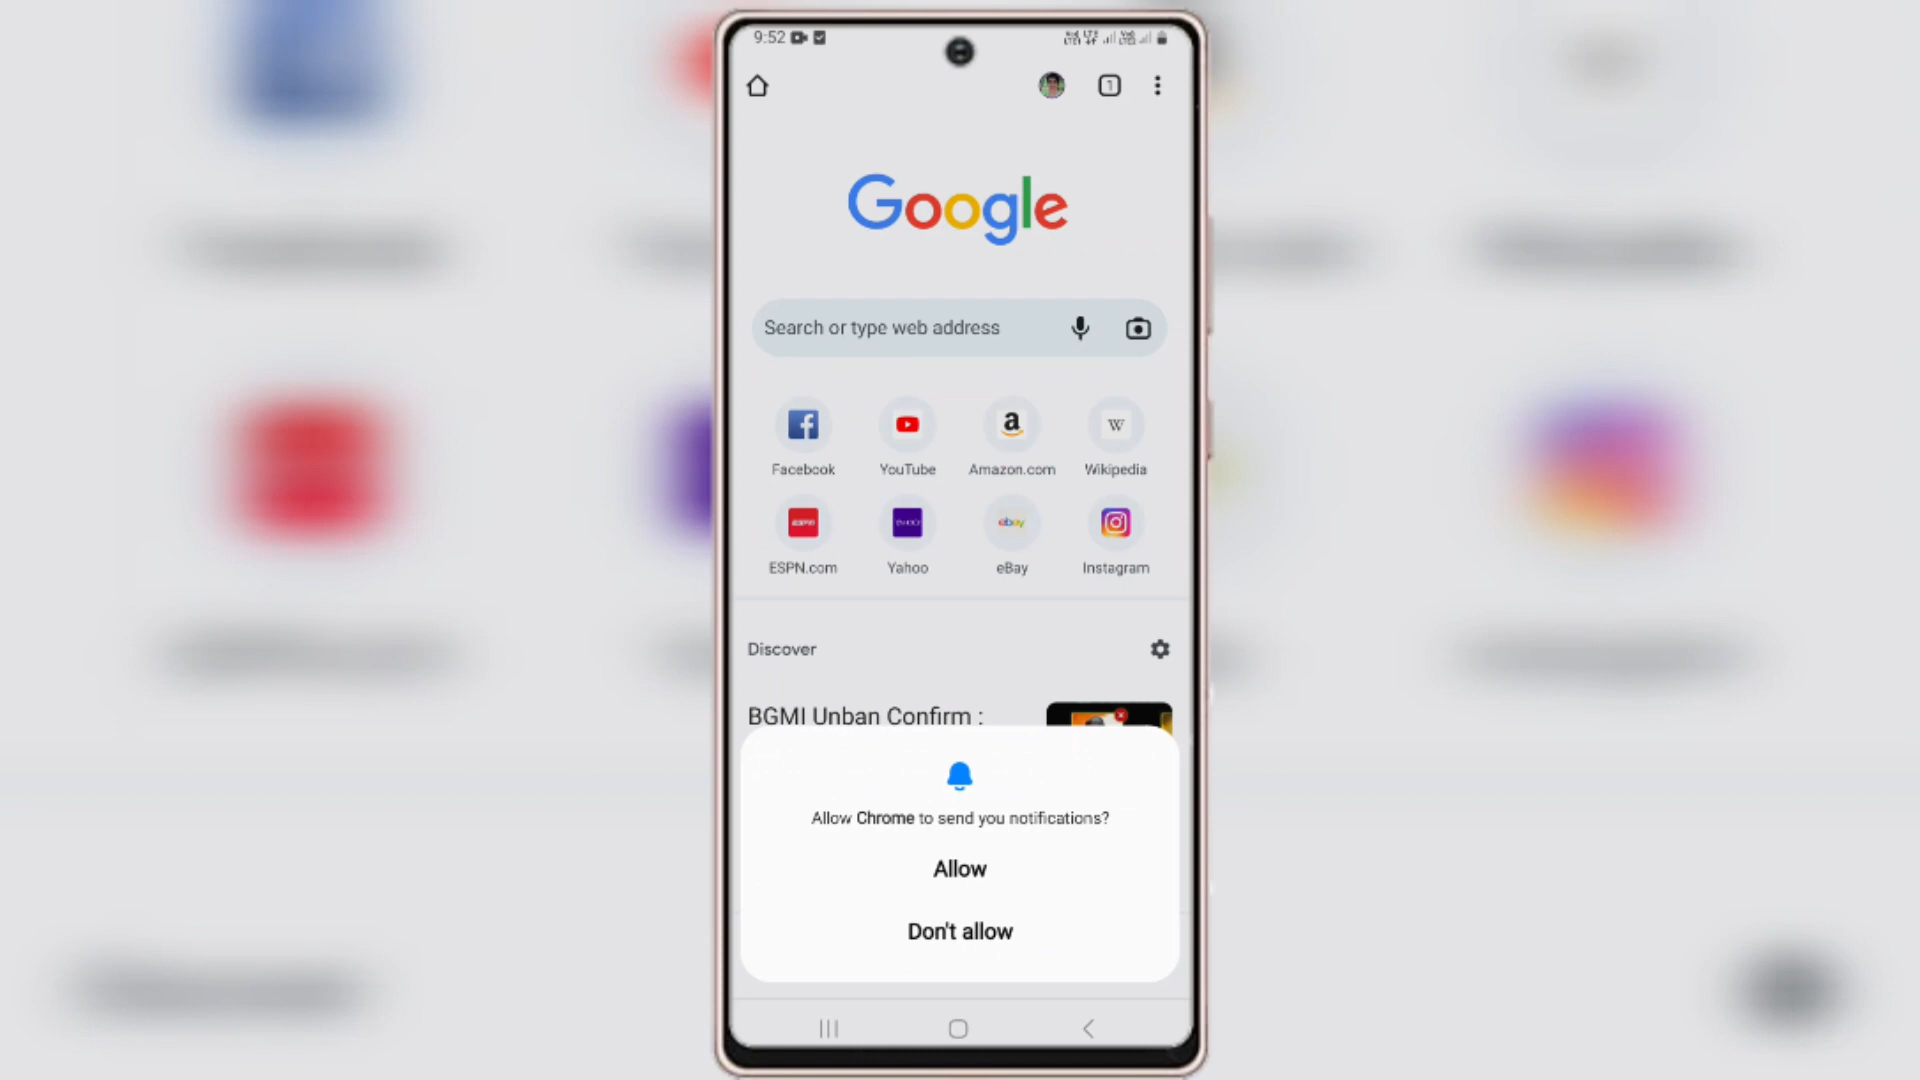 9:52
1
Google
Search or type web address
Facebook YouTube Amazon.com Wikipedia
ESPN.com Yahoo eBay Instagram
Discover
BGMI Unban Confirm :
Allow Chrome to send you notifications?
Allow
Don't allow